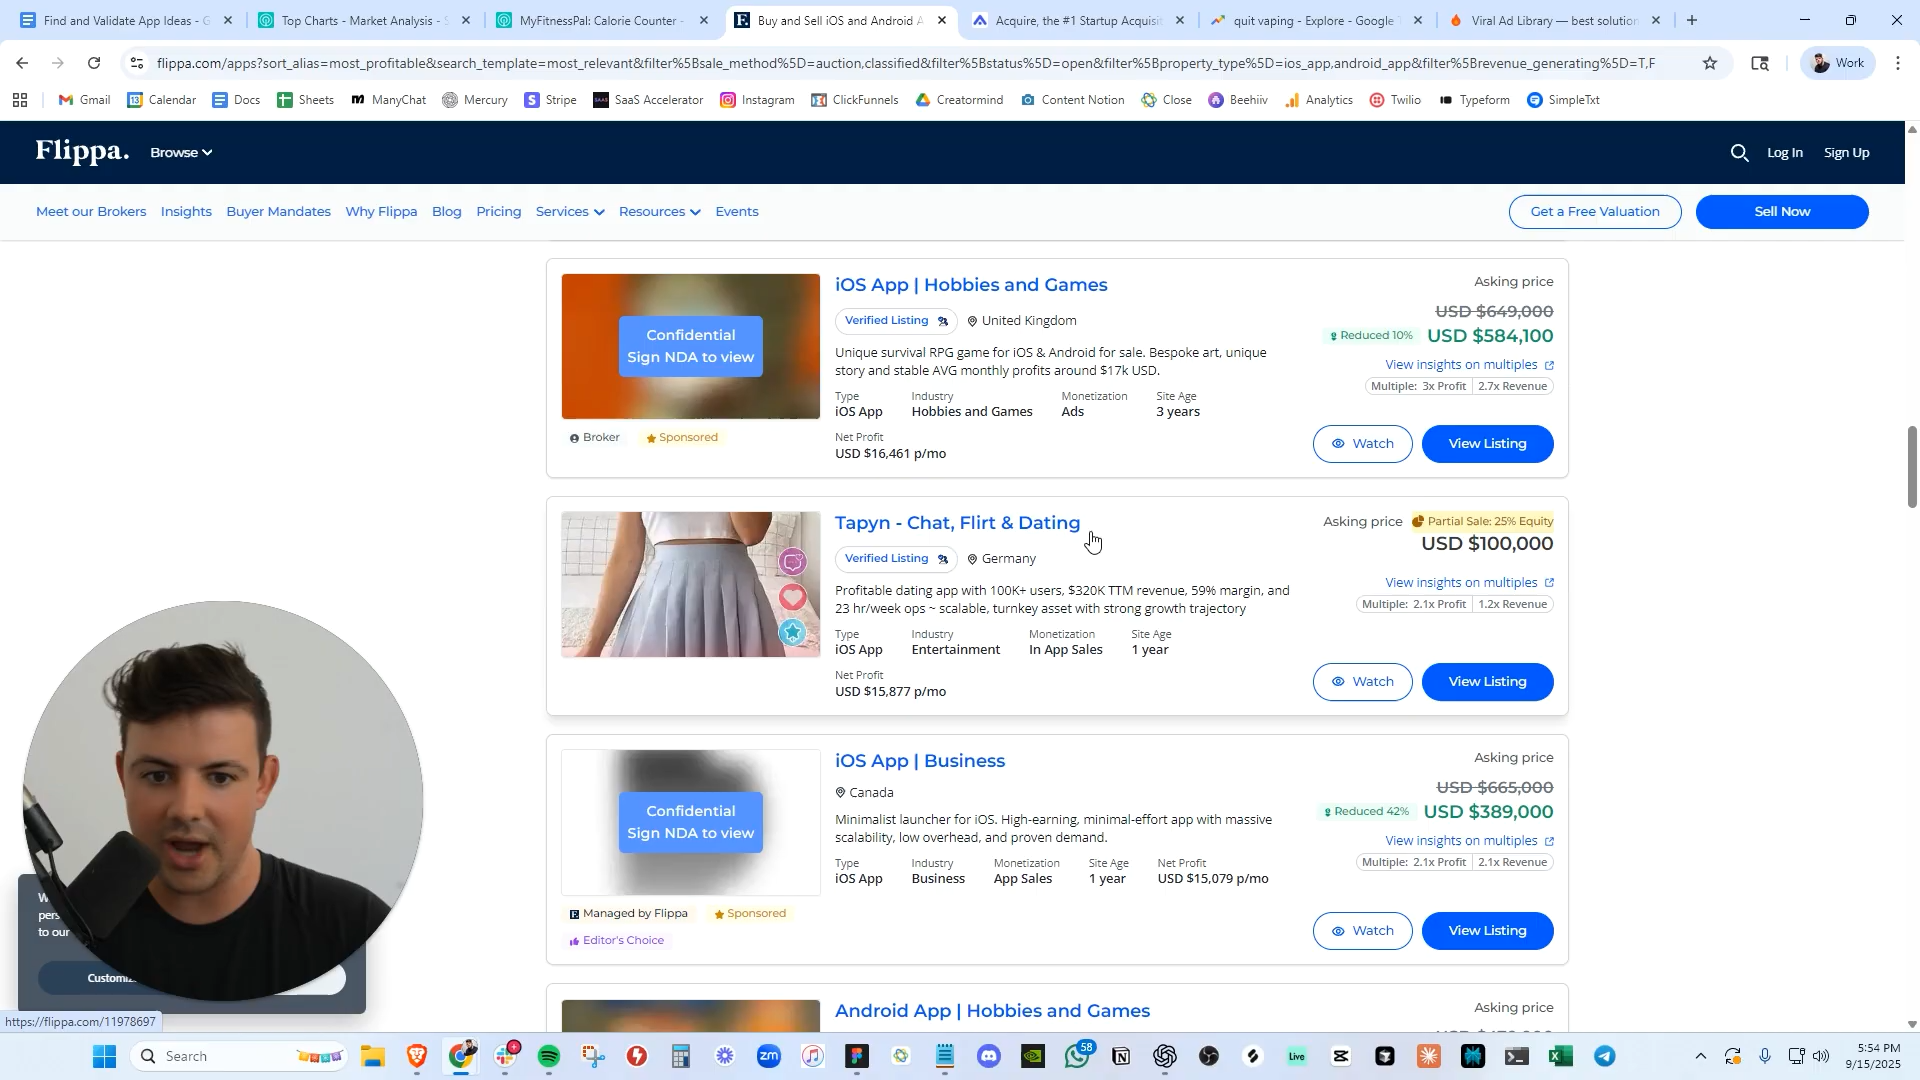 Find and Validate App Ideas - G
Top Charts - Market Analysis - S
MyFitnessPal: Calorie Counter -
Buy and Sell iOS and Android A
Acquire, the #1 Startup Acquisit
quit vaping - Explore - Google T
Viral Ad Library — best solution
flippa.com/apps?sort_alias=most_profitable&search_template=most_relevant&filter%5Bsale_method%5D=auction,classified&filter%5Bstatus%5D=open&filter%5Bproperty_type%5D=ios_app,android_app&filter%5Brevenue_generating%5D=T,F
Work
Gmail
Calendar
Docs
Sheets
ManyChat
Mercury
Stripe
SaaS Accelerator
Instagram
ClickFunnels
Creatormind
Content Notion
Close
Beehiiv
Analytics
Twilio
Typeform
SimpleTxt
Flippa.
Browse
Log In
Sign Up
Meet our Brokers
Insights
Buyer Mandates
Why Flippa
Blog
Pricing
Services
Resources
Events
Get a Free Valuation
Sell Now
Confidential
Sign NDA to view
Broker
Sponsored
iOS App | Hobbies and Games
Verified Listing
United Kingdom
Unique survival RPG game for iOS & Android for sale. Bespoke art, unique
story and stable AVG monthly profits around $17k USD.
Type
iOS App
Industry
Hobbies and Games
Monetization
Ads
Site Age
3 years
Net Profit
USD $16,461 p/mo
Asking price
USD $649,000
Reduced 10%
USD $584,100
View insights on multiples
Multiple: 3x Profit
2.7x Revenue
Watch
View Listing
Tapyn - Chat, Flirt & Dating
Verified Listing
Germany
Profitable dating app with 100K+ users, $320K TTM revenue, 59% margin, and
23 hr/week ops ~ scalable, turnkey asset with strong growth trajectory
Type
iOS App
Industry
Entertainment
Monetization
In App Sales
Site Age
1 year
Net Profit
USD $15,877 p/mo
Asking price
Partial Sale: 25% Equity
USD $100,000
View insights on multiples
Multiple: 2.1x Profit
1.2x Revenue
Watch
View Listing
Confidential
Sign NDA to view
Managed by Flippa
Sponsored
Editor's Choice
iOS App | Business
Canada
Minimalist launcher for iOS. High-earning, minimal-effort app with massive
scalability, low overhead, and proven demand.
Type
iOS App
Industry
Business
Monetization
App Sales
Site Age
1 year
Net Profit
USD $15,079 p/mo
Asking price
USD $665,000
Reduced 42%
USD $389,000
View insights on multiples
Multiple: 2.1x Profit
2.1x Revenue
Watch
View Listing
Android App | Hobbies and Games
Asking price
to our
https://flippa.com/11978697
Search
zm
58
Live
5:54 PM
9/15/2025